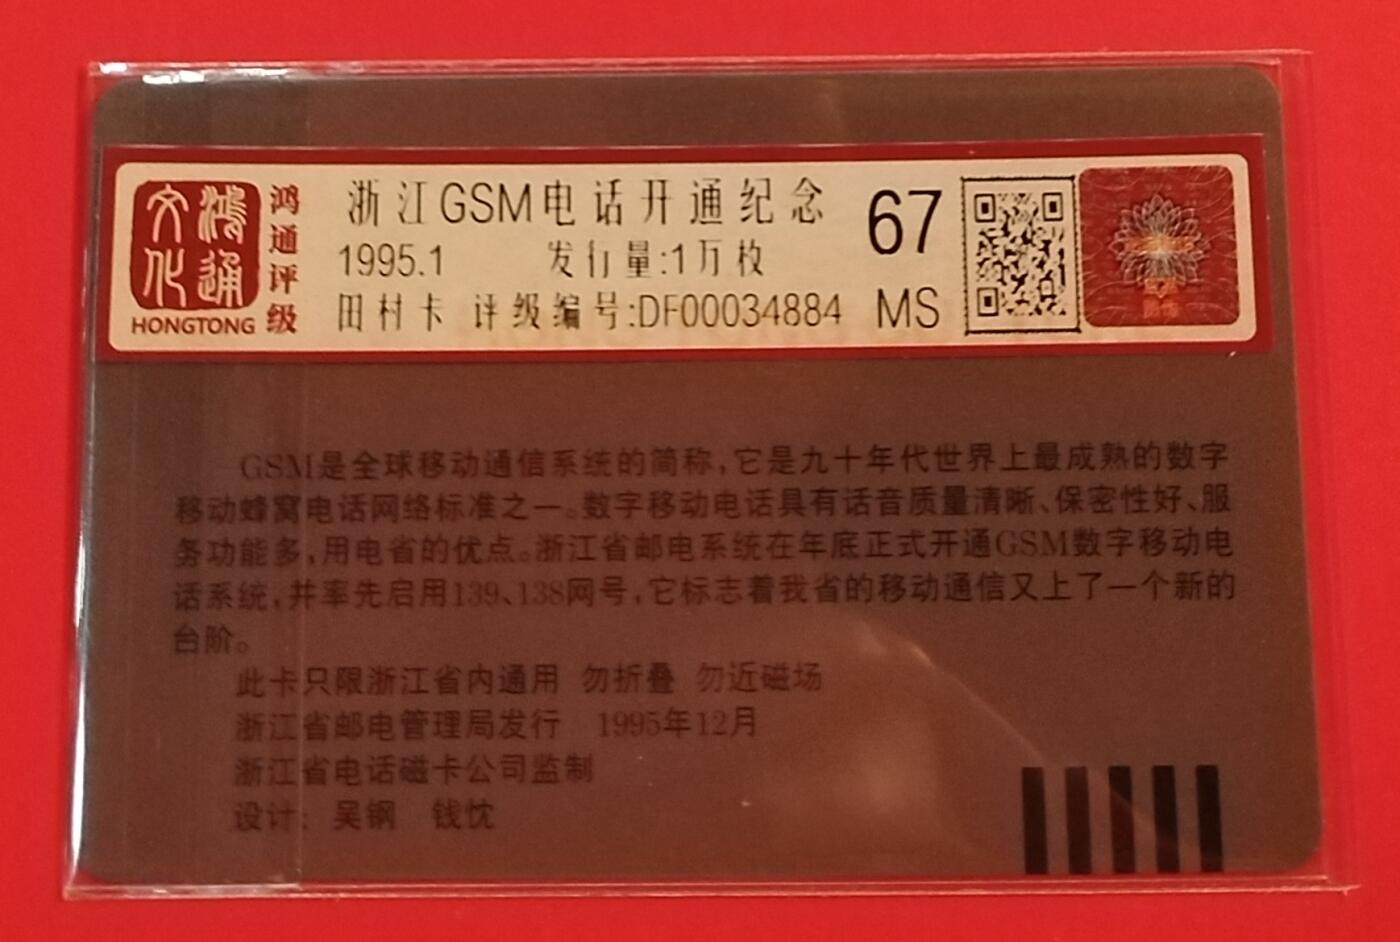 文鸿
化通
HONGTONG
鸿通评级
浙江GSM电话开通纪念
1995.1 发行量:1万枚
田村卡 评级编号:DF00034884
67
MS
GSM是全球移动通信系统的简称,它是九十年代世界上最成熟的数字
移动蜂窝电话网络标准之一。数字移动电话具有话音质量清晰、保密性好、服
务功能多,用电省的优点。浙江省邮电系统在年底正式开通GSM数字移动电
话系统,并率先启用139、138网号,它标志着我省的移动通信又上了一个新的
台阶。
此卡只限浙江省内通用 勿折叠 勿近磁场
浙江省邮电管理局发行 1995年12月
浙江省电话磁卡公司监制
设计: 吴钢 钱忱